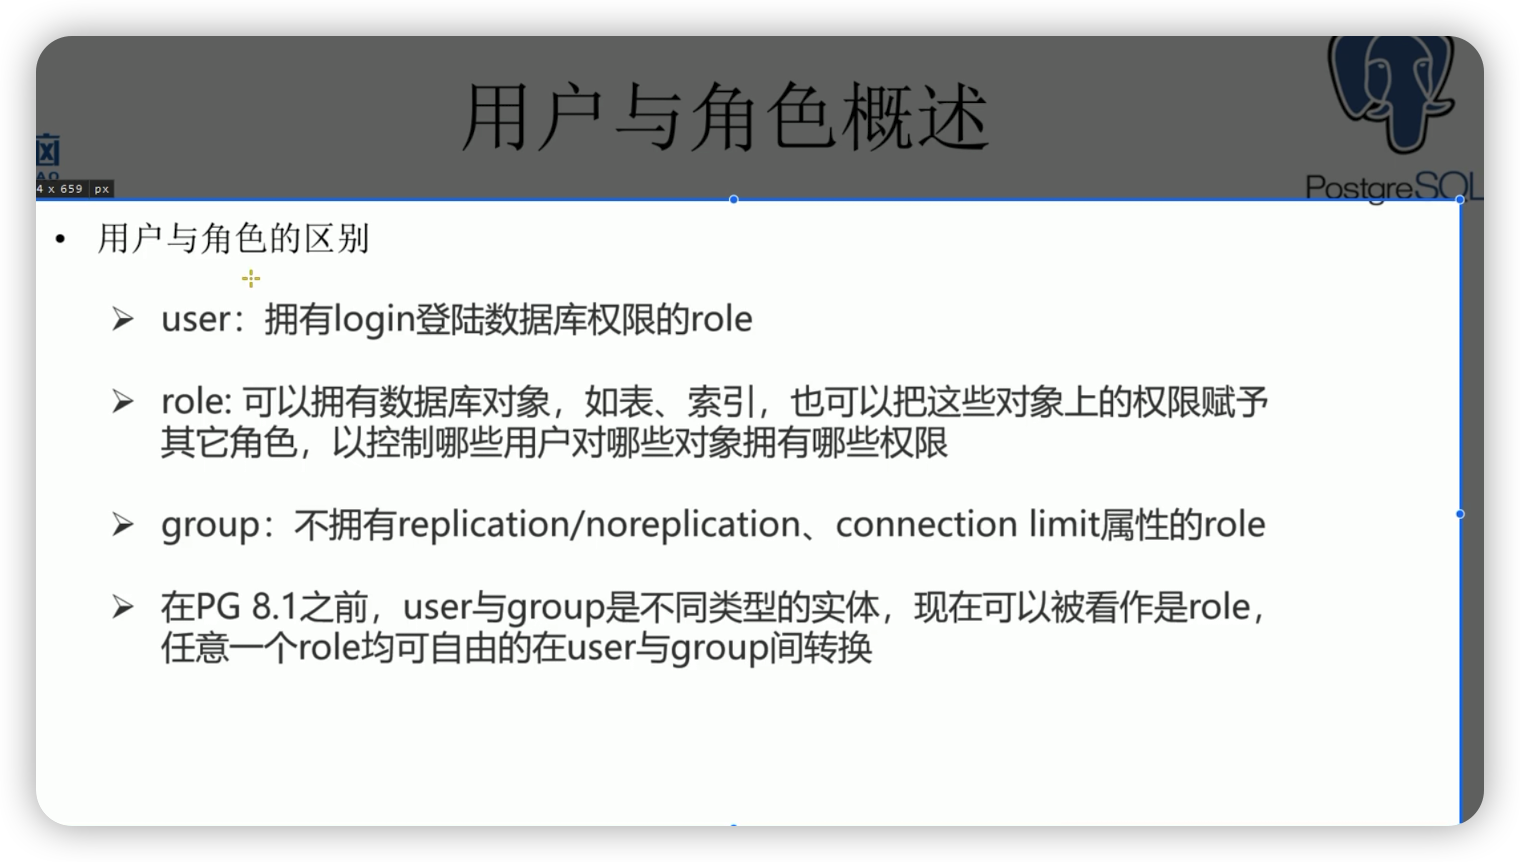 用户与角色概述
PostgreSQL
4 x 659 px
• 用户与角色的区别
➢ user：拥有login登陆数据库权限的role
➢ role: 可以拥有数据库对象，如表、索引，也可以把这些对象上的权限赋予
其它角色，以控制哪些用户对哪些对象拥有哪些权限
➢ group：不拥有replication/noreplication、connection limit属性的role
➢ 在PG 8.1之前，user与group是不同类型的实体，现在可以被看作是role，
任意一个role均可自由的在user与group间转换